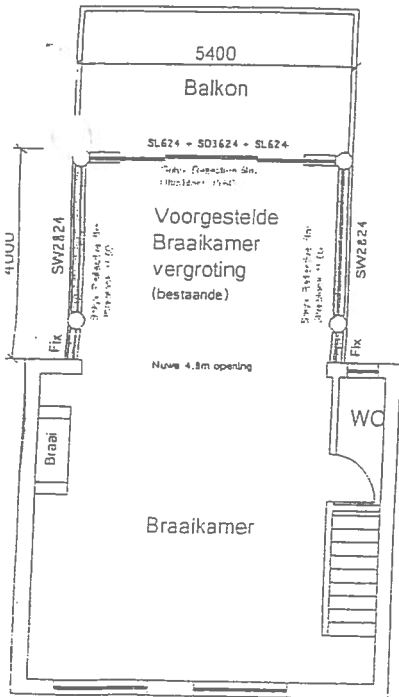 5400
Balkon
SL624 + SD3624 + SL624
Voorgestelde
Braaikamer
vergroting
(bestaande)
4000
SW2824
SW2824
Fix
Fix
Nuwe 4.8m opening
WC
Braai
Braaikamer